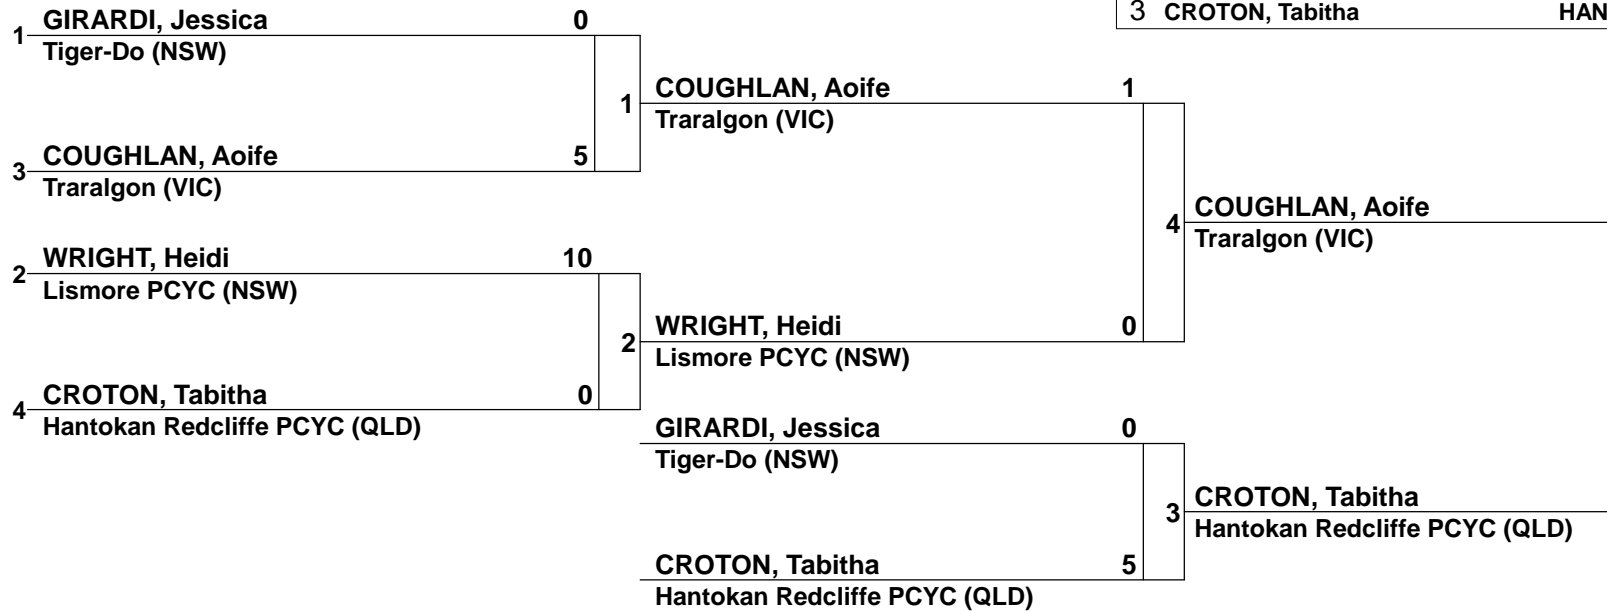 3 CROTON, Tabitha HAN
GIRARDI, Jessica 0
1
Tiger-Do (NSW)
COUGHLAN, Aoife 5
3
Traralgon (VIC)
WRIGHT, Heidi 10
2
Lismore PCYC (NSW)
CROTON, Tabitha 0
4
Hantokan Redcliffe PCYC (QLD)
1
COUGHLAN, Aoife 1
Traralgon (VIC)
2
WRIGHT, Heidi 0
Lismore PCYC (NSW)
GIRARDI, Jessica 0
Tiger-Do (NSW)
CROTON, Tabitha 5
Hantokan Redcliffe PCYC (QLD)
4
COUGHLAN, Aoife
Traralgon (VIC)
3
CROTON, Tabitha
Hantokan Redcliffe PCYC (QLD)